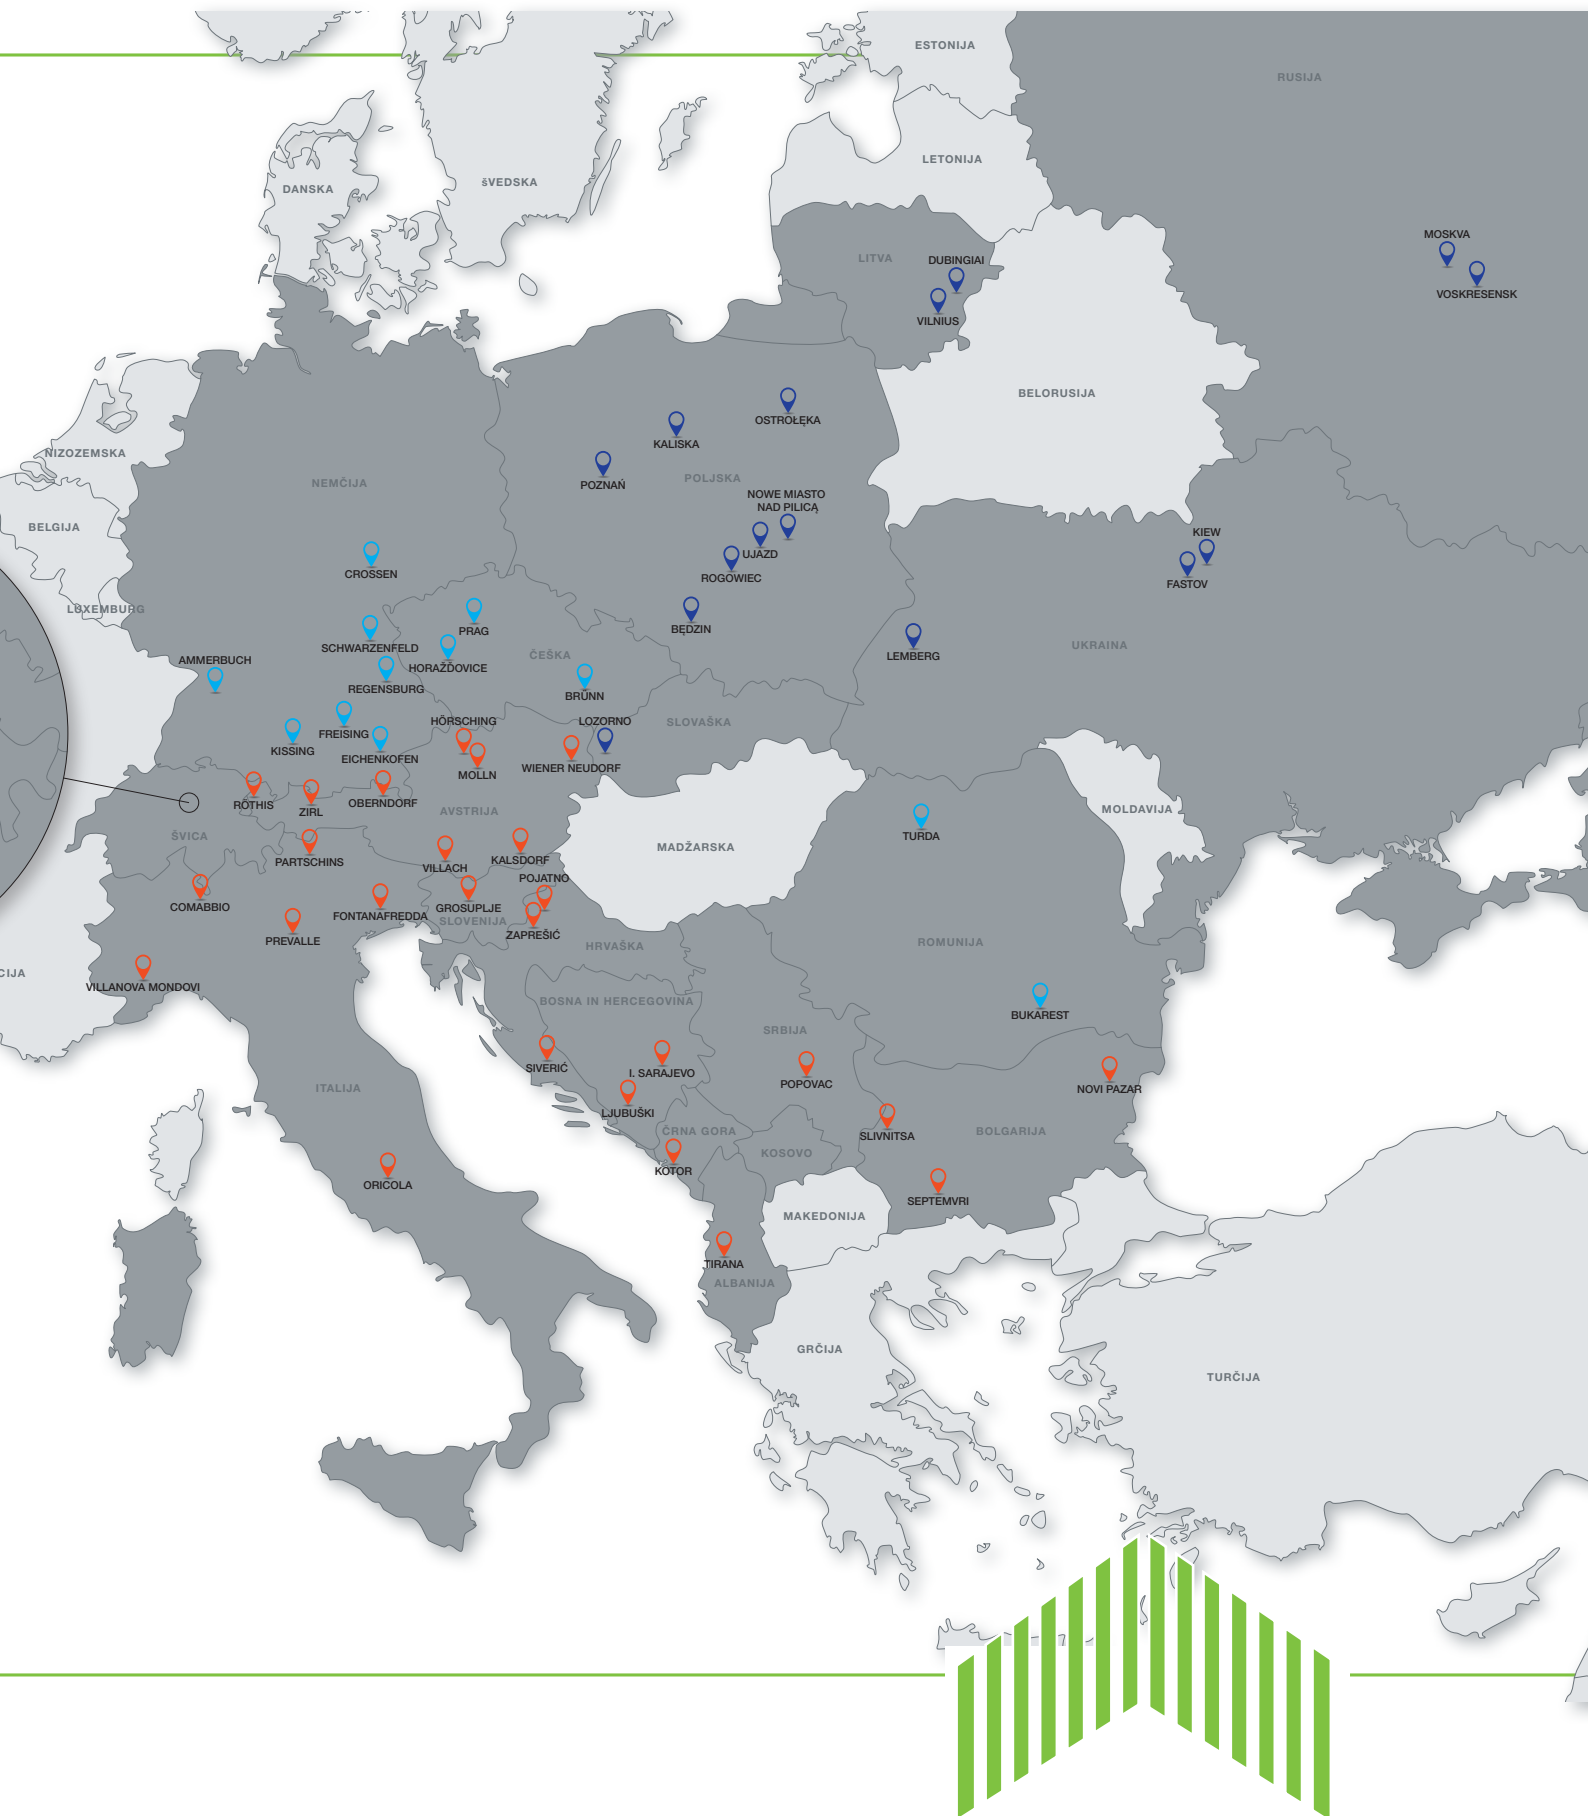 ESTONIJA
RUSIJA
LETONIJA
DANSKA
šVEDSKA
MOSKVA
LITVA
DUBINGIAI
VOSKRESENSK
VILNIUS
BELORUSIJA
OSTROŁĘKA
KALISKA
NIZOZEMSKA
POLJSKA
NEMČIJA
POZNAŃ
NOWE MIASTO
NAD PILICĄ
BELGIJA
KIEW
UJAZD
CROSSEN
ROGOWIEC
FASTOV
LUXEMBURG
PRAG
BĘDZIN
UKRAINA
SCHWARZENFELD
ČEŠKA
LEMBERG
AMMERBUCH
HORAŽĎOVICE
REGENSBURG
BRÜNN
HÖRSCHING
LOZORNO
SLOVAŠKA
FREISING
KISSING
EICHENKOFEN
WIENER NEUDORF
MOLLN
RÖTHIS
OBERNDORF
ZIRL
AVSTRIJA
MOLDAVIJA
ŠVICA
TURDA
MADŽARSKA
PARTSCHINS
VILLACH
KALSDORF
POJATNO
COMABBIO
GROSUPLJE
FONTANAFREDDA
SLOVENIJA
PREVALLE
ZAPREŠIĆ
HRVAŠKA
ROMUNIJA
CIJA
VILLANOVA MONDOVI
BOSNA IN HERCEGOVINA
BUKAREST
SRBIJA
SIVERIĆ
I. SARAJEVO
POPOVAC
ITALIJA
NOVI PAZAR
LJUBUŠKI
ČRNA GORA
SLIVNITSA
BOLGARIJA
KOSOVO
KOTOR
ORICOLA
SEPTEMVRI
MAKEDONIJA
TIRANA
ALBANIJA
GRČIJA
TURČIJA